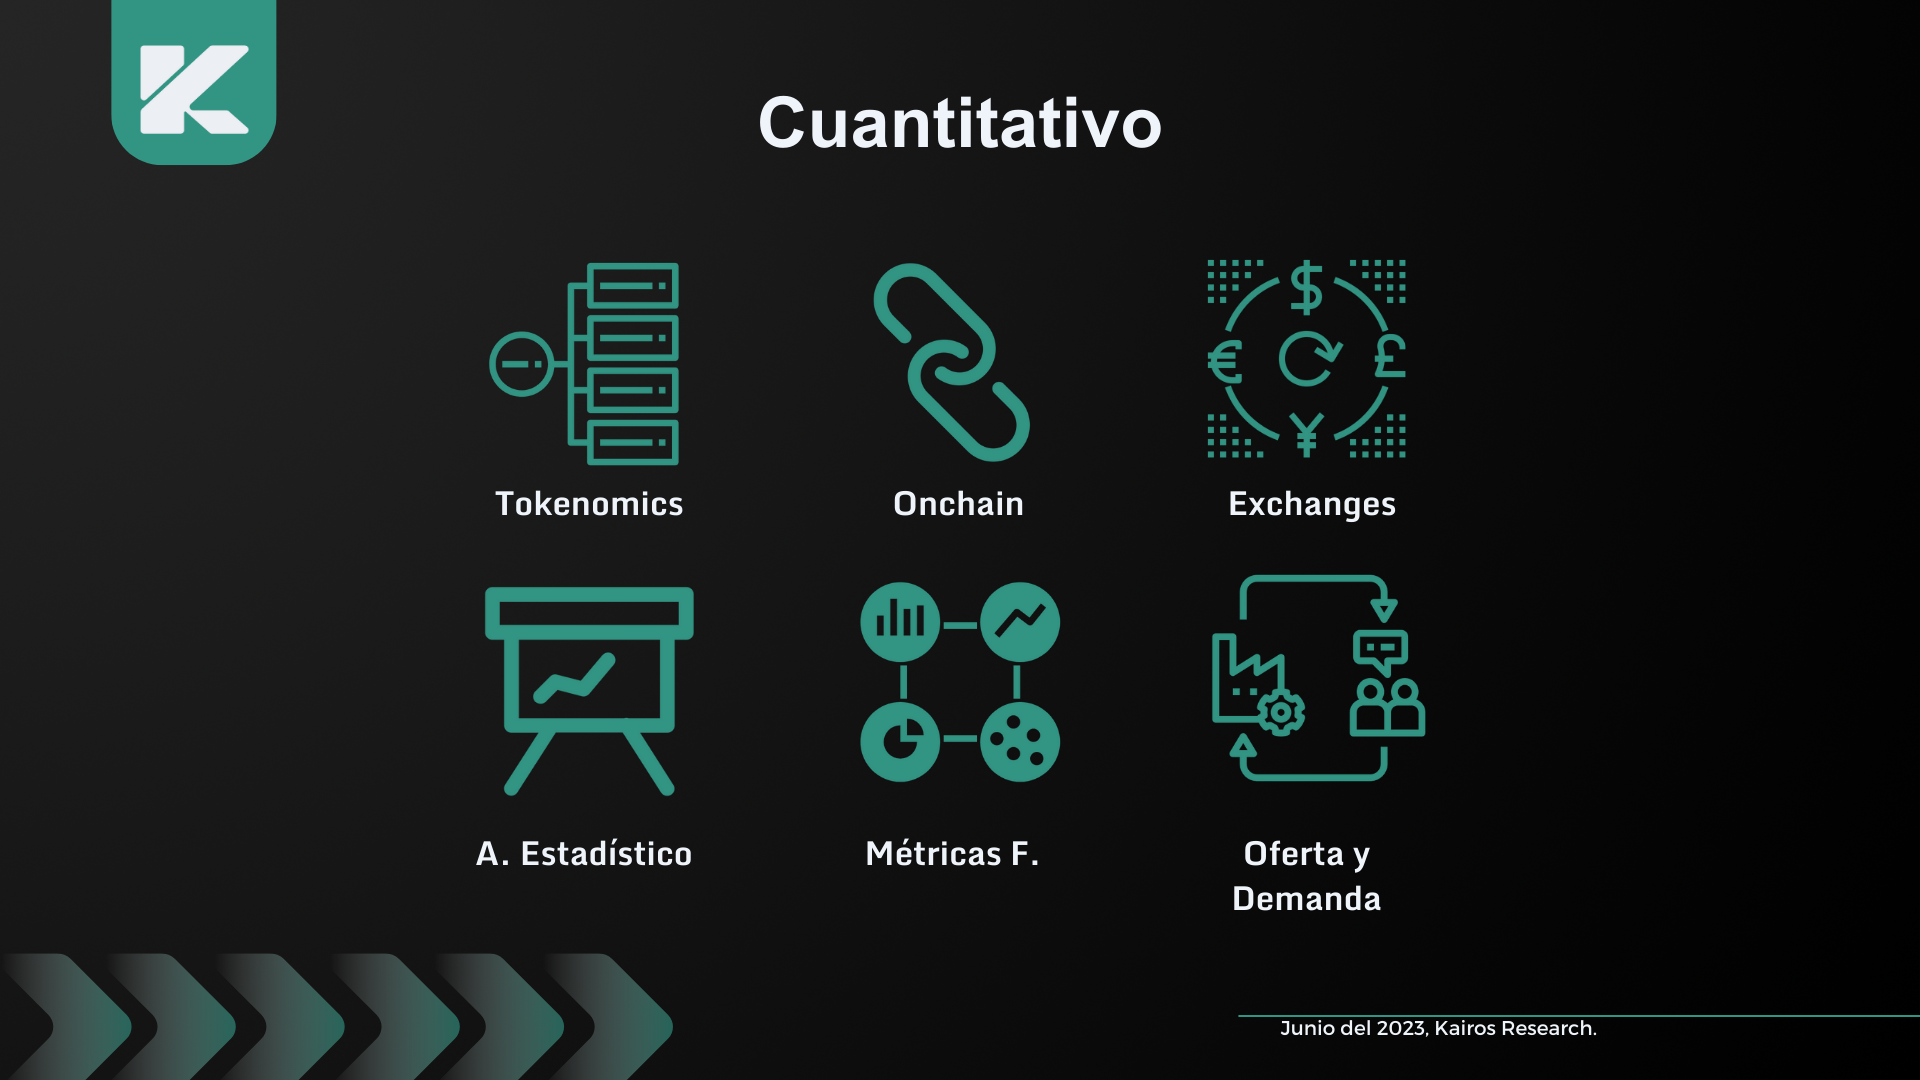 K
Cuantitativo
Tokenomics
Onchain
Exchanges
A. Estadístico
Métricas F.
Oferta y
Demanda
Junio del 2023, Kairos Research.